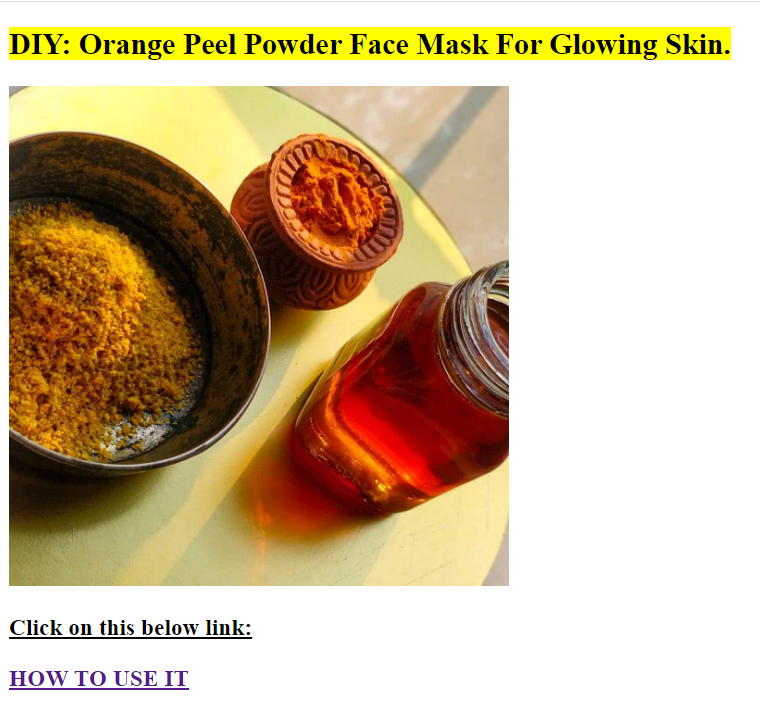 DIY: Orange Peel Powder Face Mask For Glowing Skin.
Click on this below link:
HOW TO USE IT